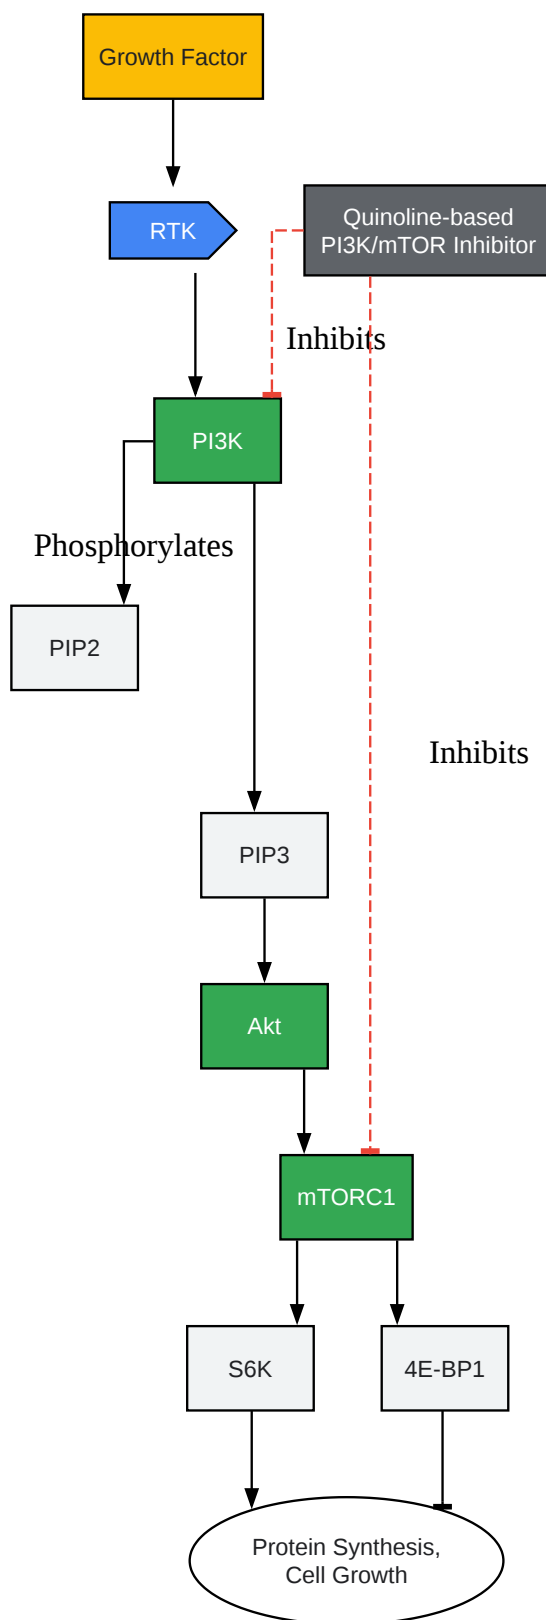 Growth Factor
RTK
Quinoline-based
PI3K/mTOR Inhibitor
Inhibits
PI3K
Phosphorylates
PIP2
Inhibits
PIP3
Akt
mTORC1
S6K
4E-BP1
Protein Synthesis,
Cell Growth